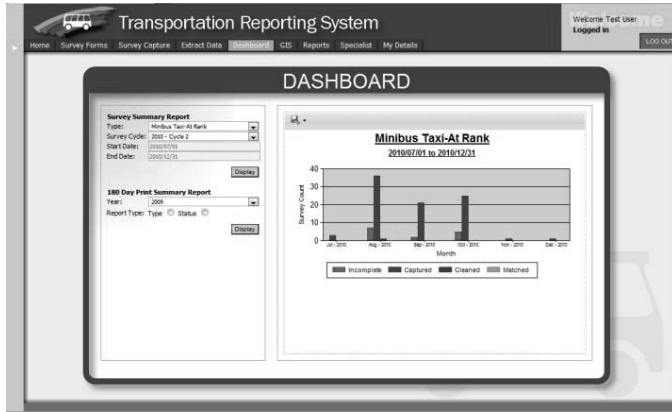 Transportation Reporting System
Welcome Test User
Logged in
LOG OUT
Home Survey Forms Survey Capture Extract Data Dashboard GIS Reports Specialist My Details
DASHBOARD
Survey Summary Report
Type: Minibus Taxi-At Rank
Survey Cycle: 2010 - Cycle 2
Start Date: 2010/07/01
End Date: 2010/12/31
Display
180 Day Print Summary Report
Year: 2009
Report Type: Type Status
Display
Minibus Taxi-At Rank
2010/07/01 to 2010/12/31
Survey Count
40
30
20
10
0
Jul - 2010 Aug - 2010 Sep - 2010 Oct - 2010 Nov - 2010 Dec - 2010
Month
Incomplete Captured Cleaned Matched